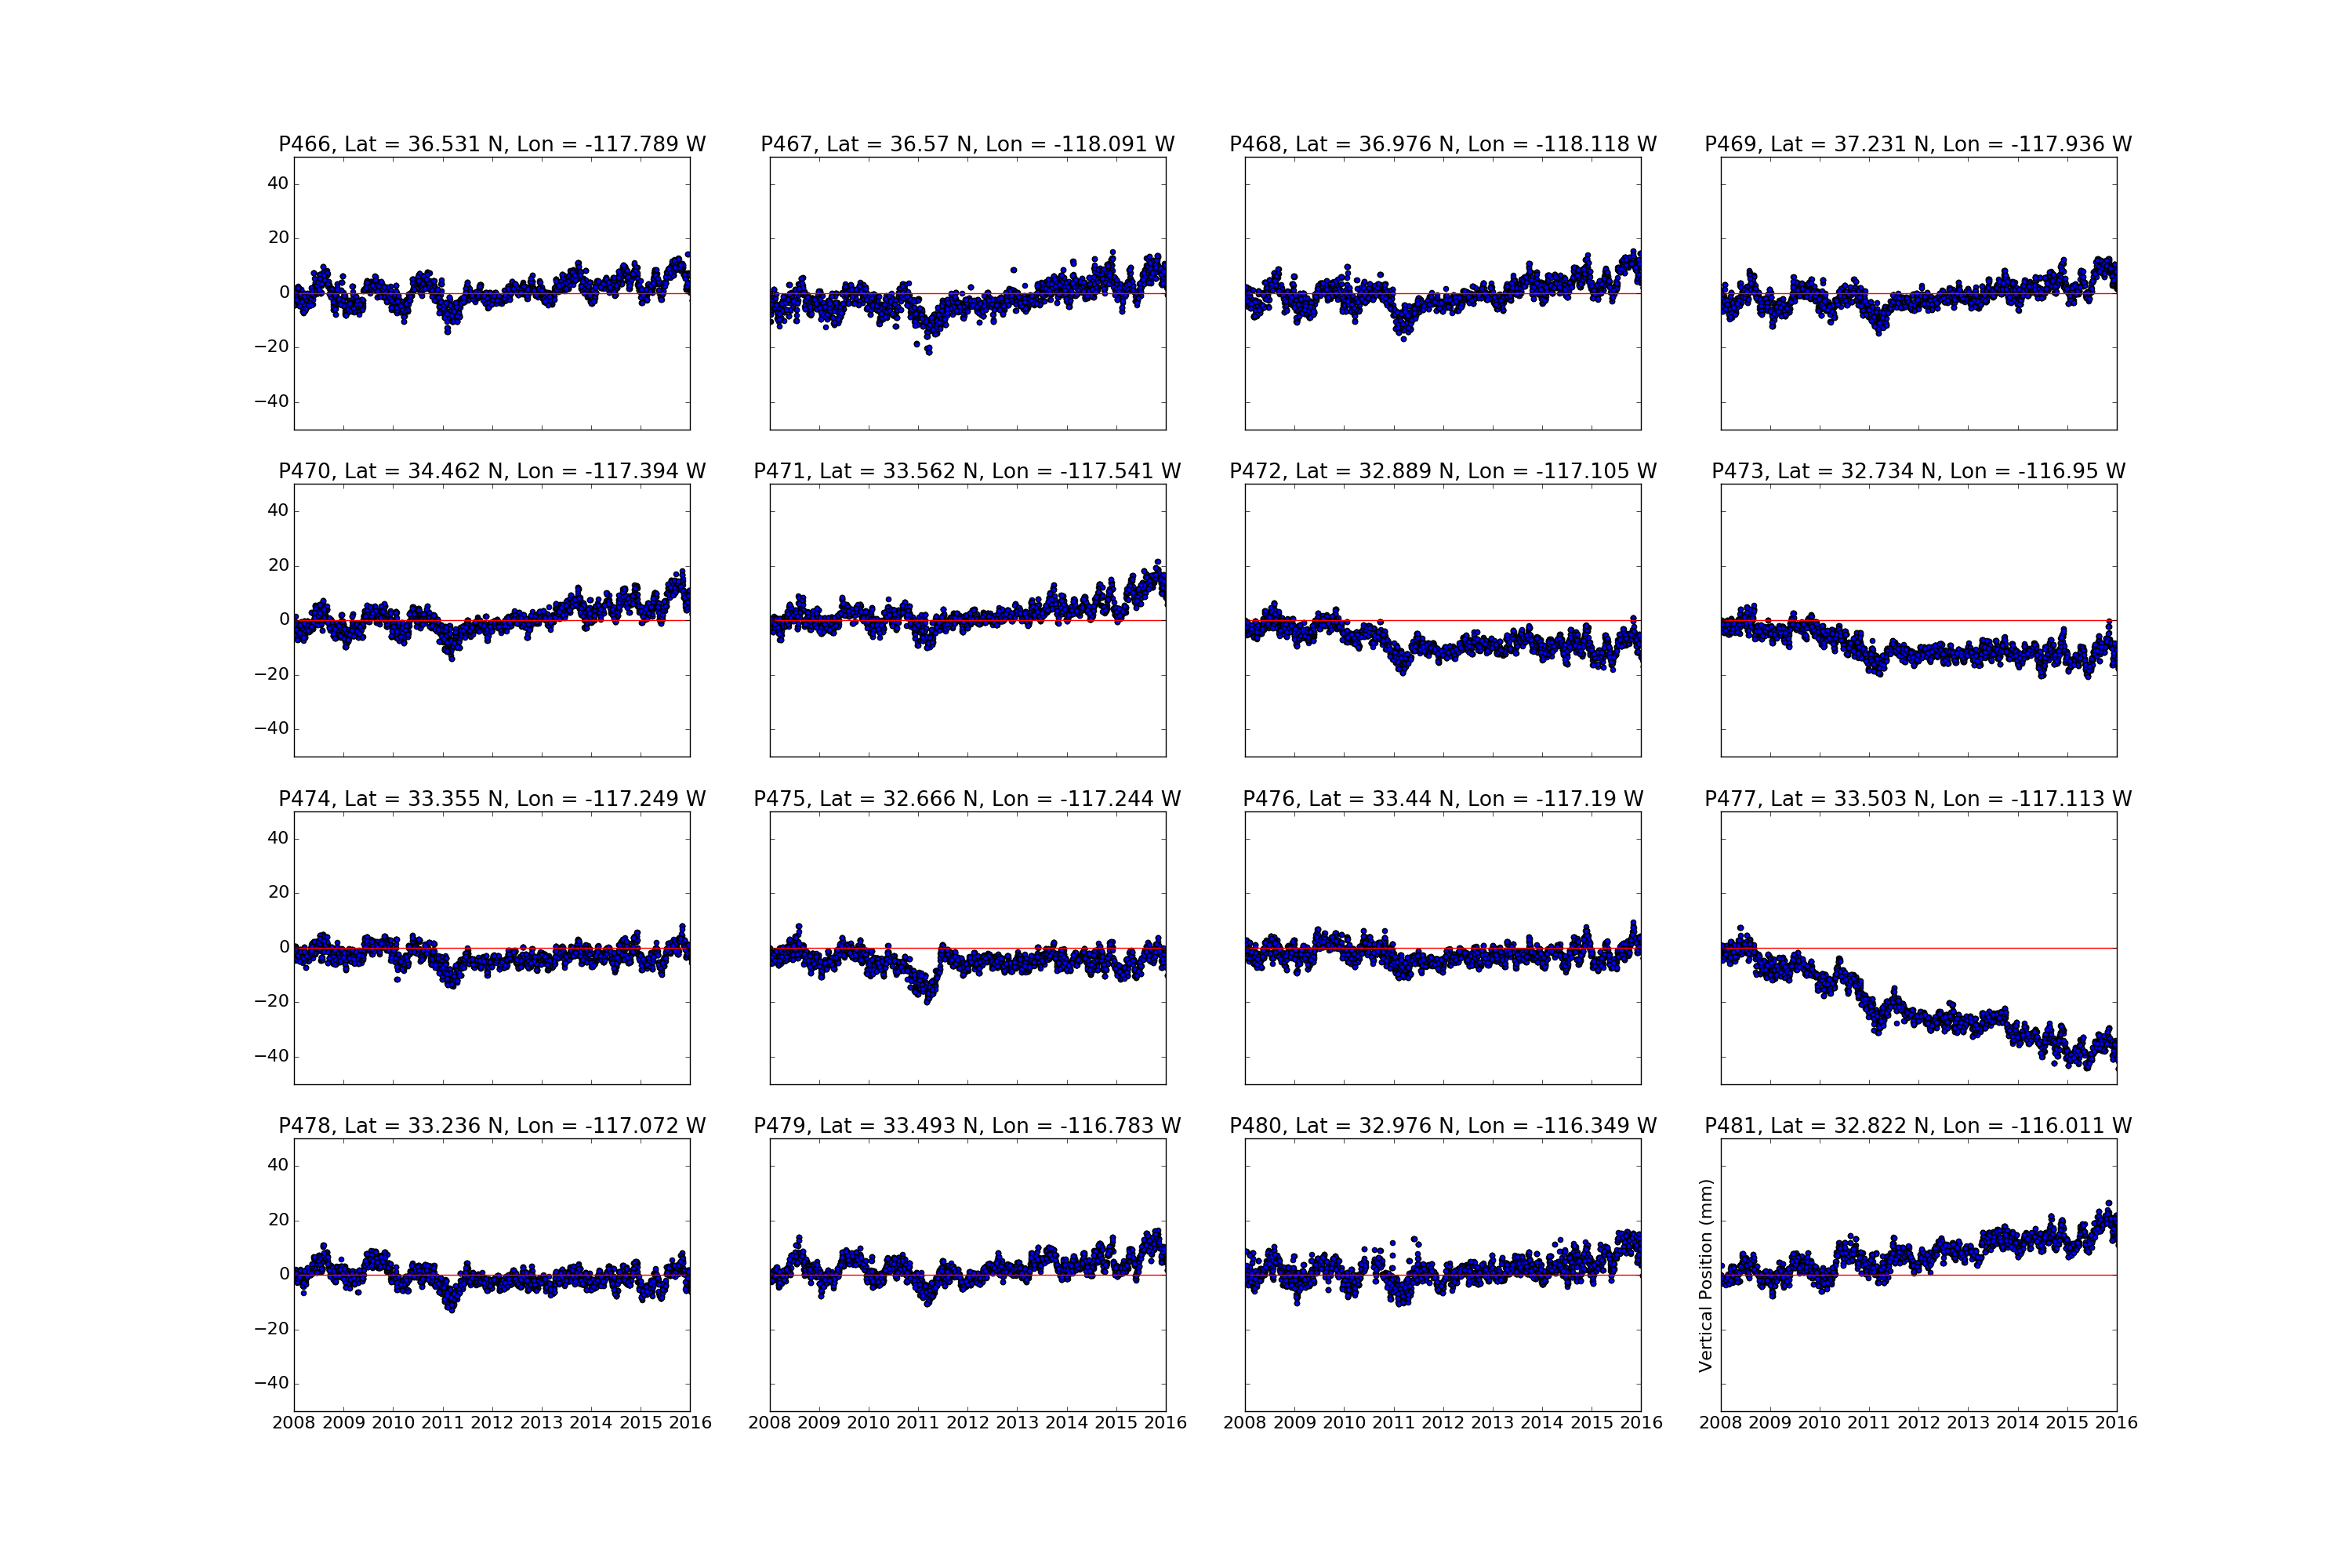 P466, Lat = 36.531 N, Lon = -117.789 W
P467, Lat = 36.57 N, Lon = -118.091 W
P468, Lat = 36.976 N, Lon = -118.118 W
P469, Lat = 37.231 N, Lon = -117.936 W
40
20
0
−20
−40
P470, Lat = 34.462 N, Lon = -117.394 W
P471, Lat = 33.562 N, Lon = -117.541 W
P472, Lat = 32.889 N, Lon = -117.105 W
P473, Lat = 32.734 N, Lon = -116.95 W
40
20
0
−20
−40
P474, Lat = 33.355 N, Lon = -117.249 W
P475, Lat = 32.666 N, Lon = -117.244 W
P476, Lat = 33.44 N, Lon = -117.19 W
P477, Lat = 33.503 N, Lon = -117.113 W
40
20
0
−20
−40
P478, Lat = 33.236 N, Lon = -117.072 W
P479, Lat = 33.493 N, Lon = -116.783 W
P480, Lat = 32.976 N, Lon = -116.349 W
P481, Lat = 32.822 N, Lon = -116.011 W
40
20
0
−20
−40
Vertical Position (mm)
2008 2009 2010 2011 2012 2013 2014 2015 2016
2008 2009 2010 2011 2012 2013 2014 2015 2016
2008 2009 2010 2011 2012 2013 2014 2015 2016
2008 2009 2010 2011 2012 2013 2014 2015 2016